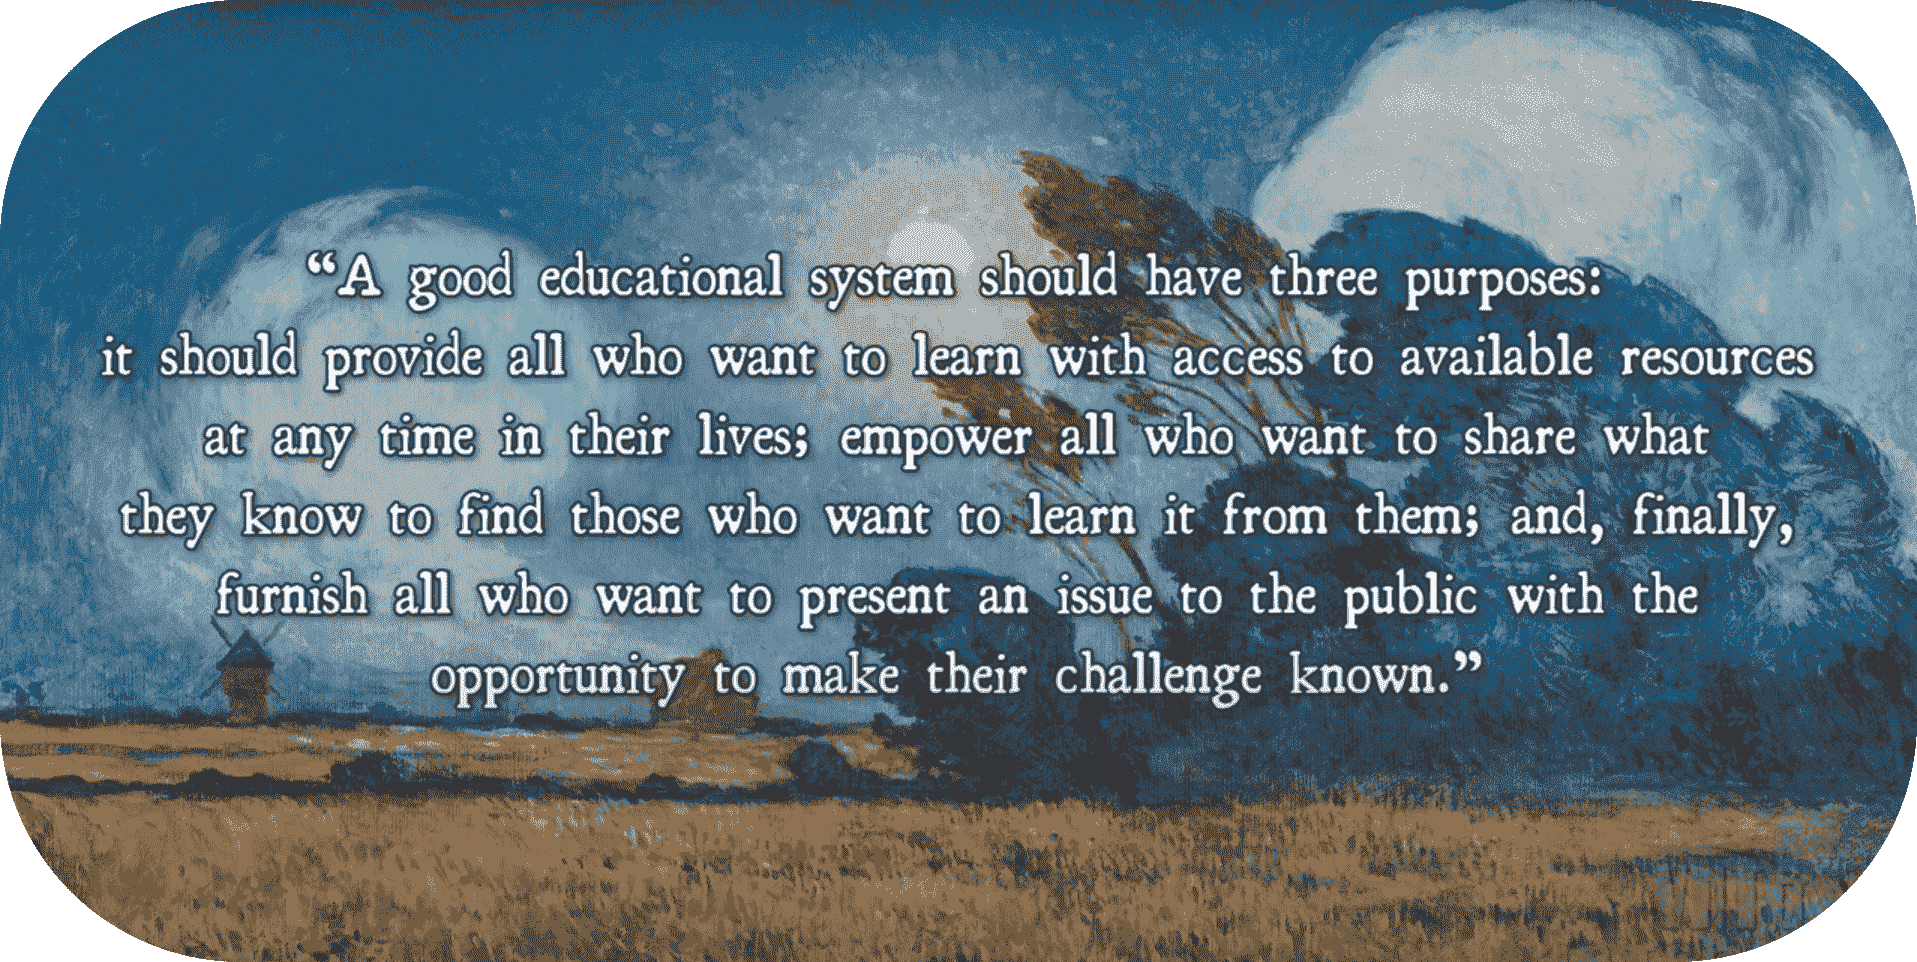 “A good educational system should have three purposes:
it should provide all who want to learn with access to available resources
at any time in their lives; empower all who want to share what
they know to find those who want to learn it from them; and, finally,
furnish all who want to present an issue to the public with the
opportunity to make their challenge known.”